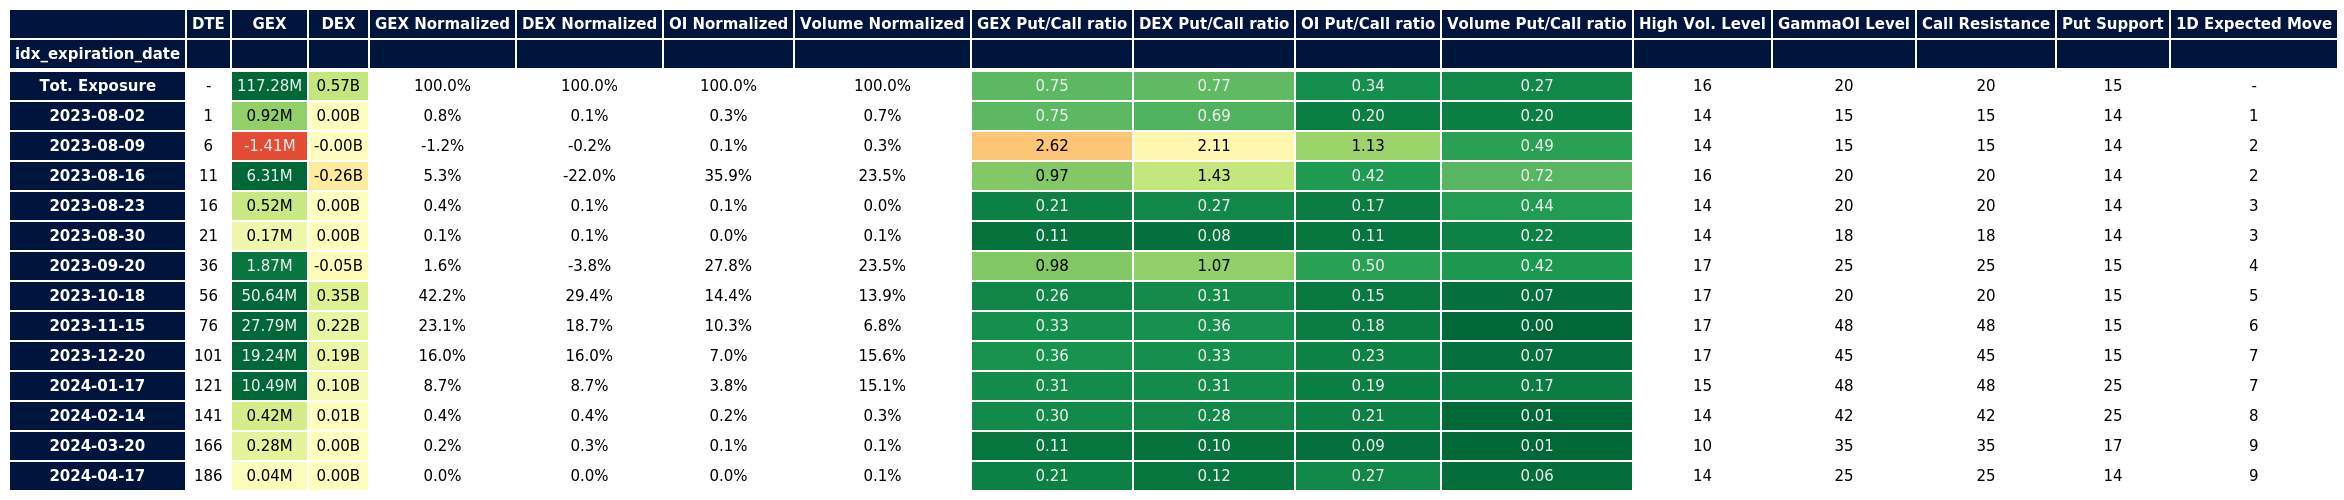 DTE GEX DEX GEX Normalized DEX Normalized OI Normalized Volume Normalized GEX Put/Call ratio DEX Put/Call ratio OI Put/Call ratio Volume Put/Call ratio High Vol. Level GammaOI Level Call Resistance Put Support 1D Expected Move
idx_expiration_date
Tot. Exposure - 117.28M 0.57B 100.0% 100.0% 100.0% 100.0% 0.75 0.77 0.34 0.27 16 20 20 15 -
2023-08-02 1 0.92M 0.00B 0.8% 0.1% 0.3% 0.7% 0.75 0.69 0.20 0.20 14 15 15 14 1
2023-08-09 6 -1.41M -0.00B -1.2% -0.2% 0.1% 0.3% 2.62 2.11 1.13 0.49 14 15 15 14 2
2023-08-16 11 6.31M -0.26B 5.3% -22.0% 35.9% 23.5% 0.97 1.43 0.42 0.72 16 20 20 14 2
2023-08-23 16 0.52M 0.00B 0.4% 0.1% 0.1% 0.0% 0.21 0.27 0.17 0.44 14 20 20 14 3
2023-08-30 21 0.17M 0.00B 0.1% 0.1% 0.0% 0.1% 0.11 0.08 0.11 0.22 14 18 18 14 3
2023-09-20 36 1.87M -0.05B 1.6% -3.8% 27.8% 23.5% 0.98 1.07 0.50 0.42 17 25 25 15 4
2023-10-18 56 50.64M 0.35B 42.2% 29.4% 14.4% 13.9% 0.26 0.31 0.15 0.07 17 20 20 15 5
2023-11-15 76 27.79M 0.22B 23.1% 18.7% 10.3% 6.8% 0.33 0.36 0.18 0.00 17 48 48 15 6
2023-12-20 101 19.24M 0.19B 16.0% 16.0% 7.0% 15.6% 0.36 0.33 0.23 0.07 17 45 45 15 7
2024-01-17 121 10.49M 0.10B 8.7% 8.7% 3.8% 15.1% 0.31 0.31 0.19 0.17 15 48 48 25 7
2024-02-14 141 0.42M 0.01B 0.4% 0.4% 0.2% 0.3% 0.30 0.28 0.21 0.01 14 42 42 25 8
2024-03-20 166 0.28M 0.00B 0.2% 0.3% 0.1% 0.1% 0.11 0.10 0.09 0.01 10 35 35 17 9
2024-04-17 186 0.04M 0.00B 0.0% 0.0% 0.0% 0.1% 0.21 0.12 0.27 0.06 14 25 25 14 9